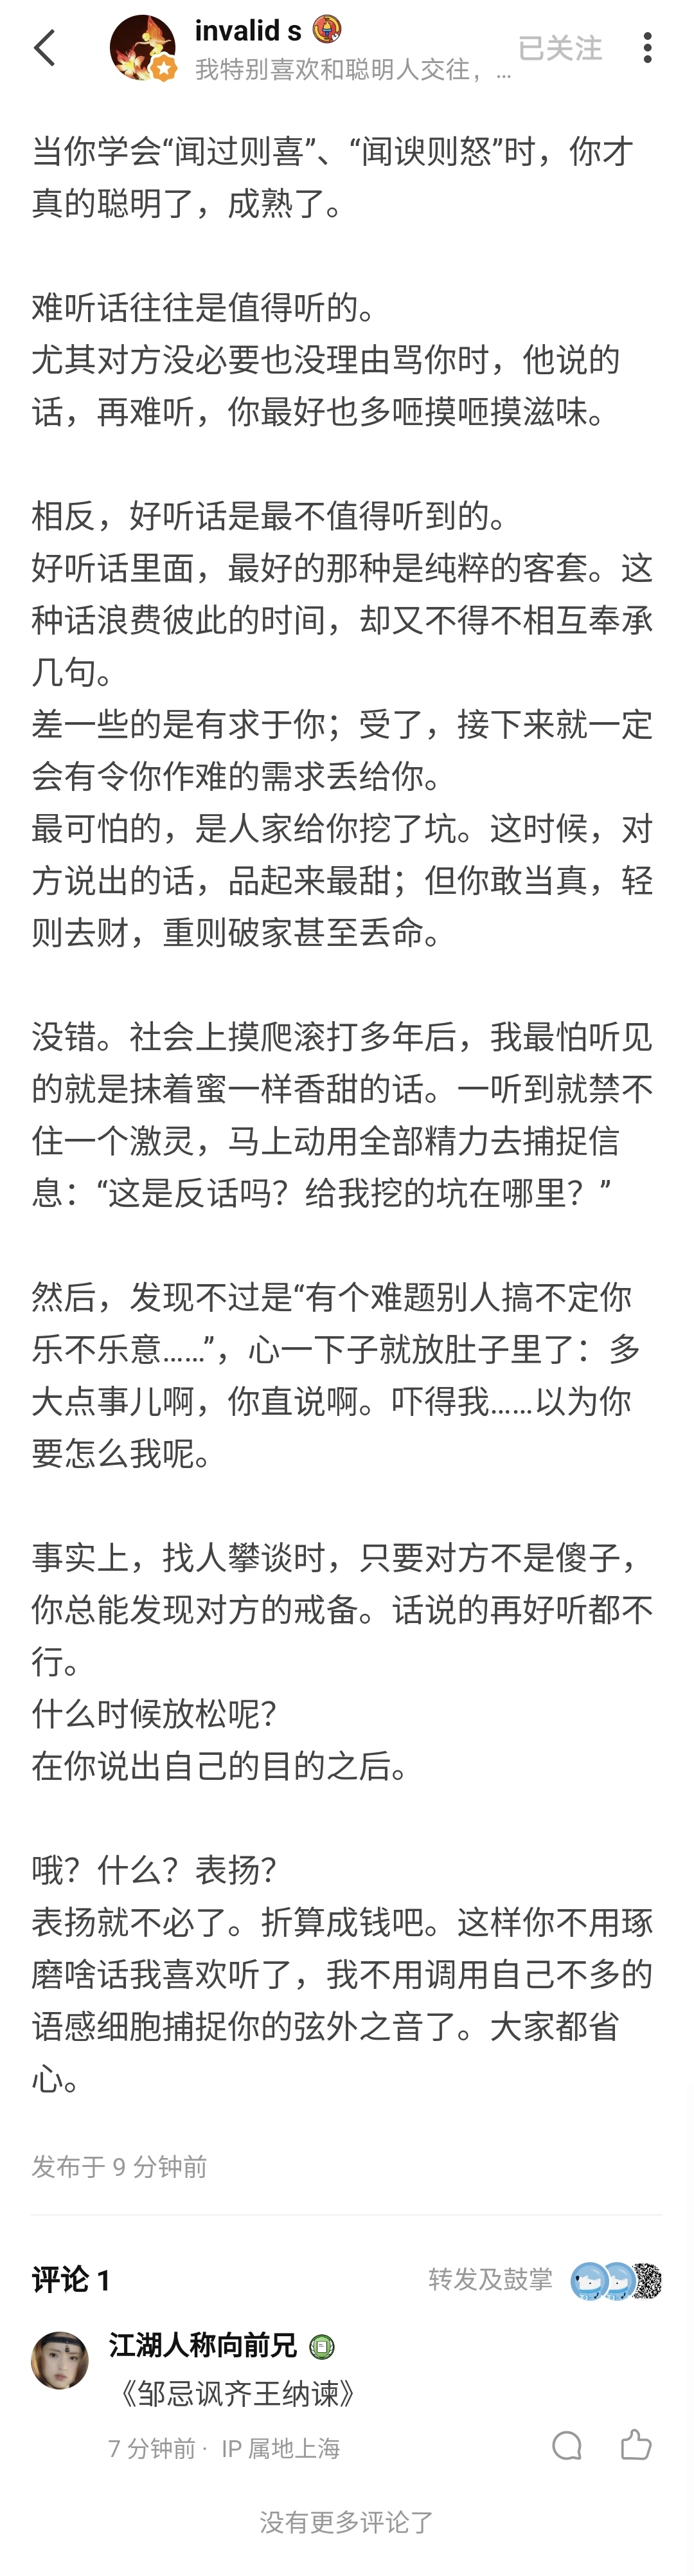 invalid s
我特别喜欢和聪明人交往，...
已关注
当你学会“闻过则喜”、“闻谀则怒”时，你才
真的聪明了，成熟了。
难听话往往是值得听的。
尤其对方没必要也没理由骂你时，他说的
话，再难听，你最好也多咂摸咂摸滋味。
相反，好听话是最不值得听到的。
好听话里面，最好的那种是纯粹的客套。这
种话浪费彼此的时间，却又不得不相互奉承
几句。
差一些的是有求于你；受了，接下来就一定
会有令你作难的需求丢给你。
最可怕的，是人家给你挖了坑。这时候，对
方说出的话，品起来最甜；但你敢当真，轻
则去财，重则破家甚至丢命。
没错。社会上摸爬滚打多年后，我最怕听见
的就是抹着蜜一样香甜的话。一听到就禁不
住一个激灵，马上动用全部精力去捕捉信
息：“这是反话吗？给我挖的坑在哪里？”
然后，发现不过是“有个难题别人搞不定你
乐不乐意……”，心一下子就放肚子里了：多
大点事儿啊，你直说啊。吓得我……以为你
要怎么我呢。
事实上，找人攀谈时，只要对方不是傻子，
你总能发现对方的戒备。话说的再好听都不
行。
什么时候放松呢？
在你说出自己的目的之后。
哦？什么？表扬？
表扬就不必了。折算成钱吧。这样你不用琢
磨啥话我喜欢听了，我不用调用自己不多的
语感细胞捕捉你的弦外之音了。大家都省
心。
发布于 9 分钟前
评论 1
转发及鼓掌
江湖人称向前兄
《邹忌讽齐王纳谏》
7 分钟前 · IP 属地上海
没有更多评论了